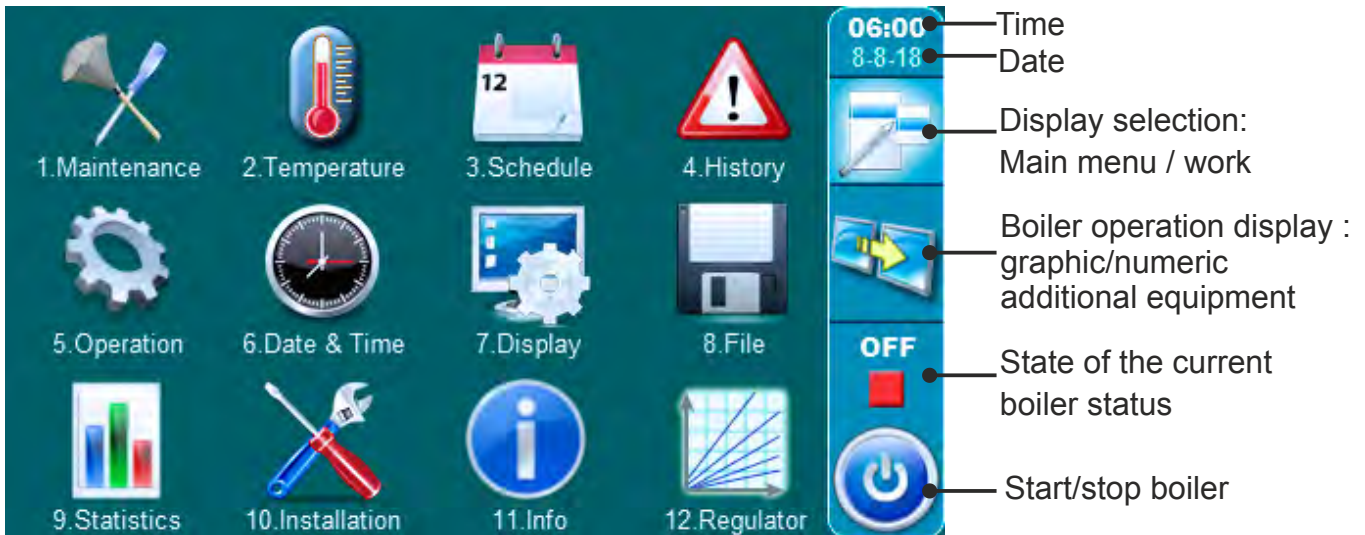 06:00
8-8-18
Time
Date
12
1.Maintenance
2.Temperature
3.Schedule
4.History
Display selection:
Main menu / work
5.Operation
6.Date & Time
7.Display
8.File
Boiler operation display :
graphic/numeric
additional equipment
OFF
State of the current
boiler status
9.Statistics
10.Installation
11.Info
12.Regulator
Start/stop boiler